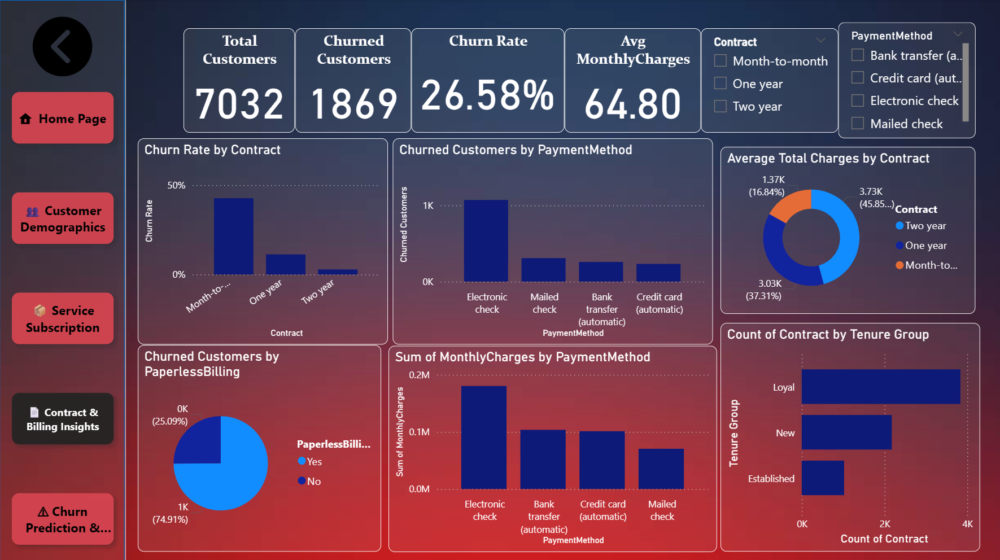 Home Page
Customer
Demographics
Service
Subscription
Contract &
Billing Insights
Churn
Prediction &...
Total
Customers
7032
Churned
Customers
1869
Churn Rate
26.58%
Avg
MonthlyCharges
64.80
Contract
Month-to-month
One year
Two year
PaymentMethod
Bank transfer (a...
Credit card (aut...
Electronic check
Mailed check
Churn Rate by Contract
Churn Rate
50%
0%
Month-to-...
One year
Two year
Contract
Churned Customers by PaymentMethod
Churned Customers
1K
0K
Electronic
check
Mailed
check
Bank
transfer
(automatic)
Credit card
(automatic)
PaymentMethod
Average Total Charges by Contract
1.37K
(16.84%)
3.73K
(45.85...)
3.03K
(37.31%)
Contract
Two year
One year
Month-to...
Churned Customers by
PaperlessBilling
0K
(25.09%)
1K
(74.91%)
PaperlessBilli...
Yes
No
Sum of MonthlyCharges by PaymentMethod
Sum of MonthlyCharges
0.2M
0.1M
0.0M
Electronic
check
Bank
transfer
(automatic)
Credit card
(automatic)
Mailed
check
PaymentMethod
Count of Contract by Tenure Group
Tenure Group
Loyal
New
Established
0K
2K
4K
Count of Contract